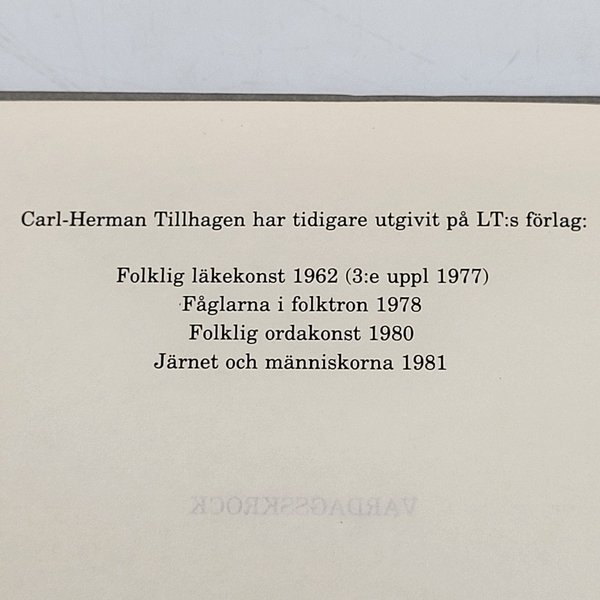 Carl-Herman Tillhagen har tidigare utgivit på LT:s förlag:
Folklig läkekonst 1962 (3:e uppl 1977)
Fåglarna i folktron 1978
Folklig ordakonst 1980
Järnet och människorna 1981
VARDAGSSKROCK